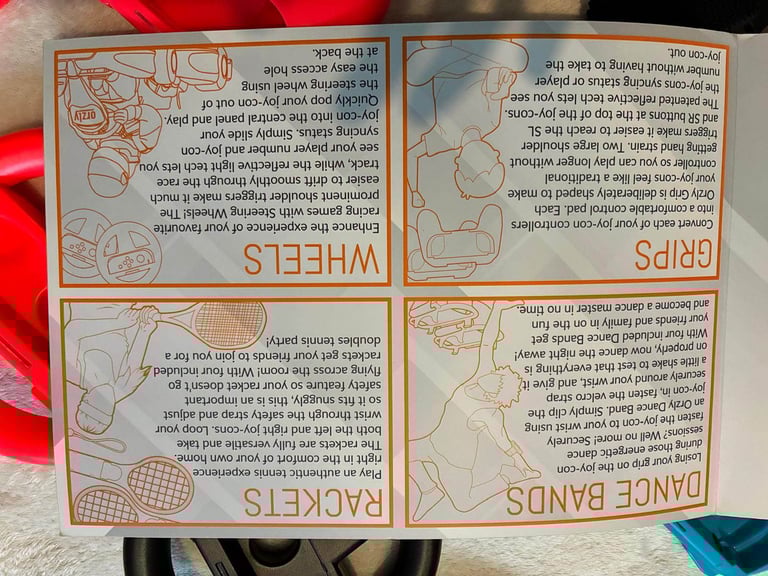 DANCE BANDS
Losing your grip on the joy-con
during those energetic dance
sessions? Well no more! Securely
fasten the joy-con to your wrist using
an Orzly Dance Band. Simply clip the
joy-con in, fasten the velcro strap
securely around your wrist, and give it
a little shake to test that everything is
on properly, Now dance the night away!
With four included Dance Bands get
your friends and family in on the fun
and become a dance master in no time.
RACKETS
Play an authentic tennis experience
right in the comfort of your own home.
The rackets are fully versatile and take
both the left and right joy-cons. Loop your
wrist through the safety strap and adjust
so it fits snuggly, this is an important
safety feature so your racket doesn't go
flying across the room! With four included
rackets get your friends to join you for a
doubles tennis party!
GRIPS
Convert each of your joy-con controllers
into a comfortable control pad. Each
Orzly Grip is deliberately shaped to make
your joy-con feel like a traditional
controller so you can play longer without
getting hand strain. Two large shoulder
triggers make it easier to reach the SL
and SR buttons at the top of the joy-cons.
The patented reflective tech lets you see
the joy-cons syncing status or player
number without having to take the
joy-con out.
WHEELS
Enhance the experience of your favourite
racing games with Steering Wheels! The
prominent shoulder triggers make it much
easier to drift smoothly through the race
track, while the reflective light tech lets you
see your player number and joy-con
syncing status. Simply slide your
joy-con into the central panel and play.
Quickly pop your joy-con out of
the steering wheel using
the easy access hole
at the back.
orzly